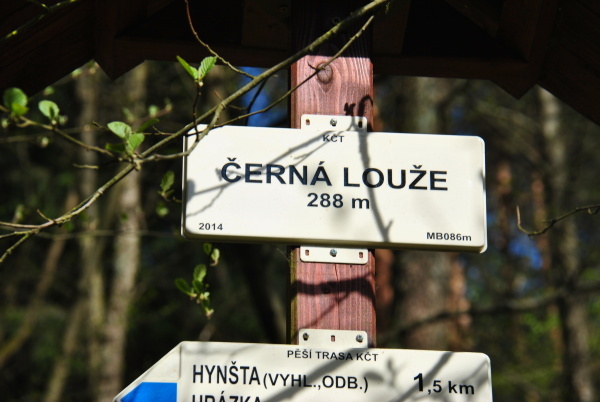 KČT
ČERNÁ LOUŽE
288 m
2014 MB086m
PĚŠÍ TRASA KČT
HYNŠTA (VYHL., ODB.) 1,5 km